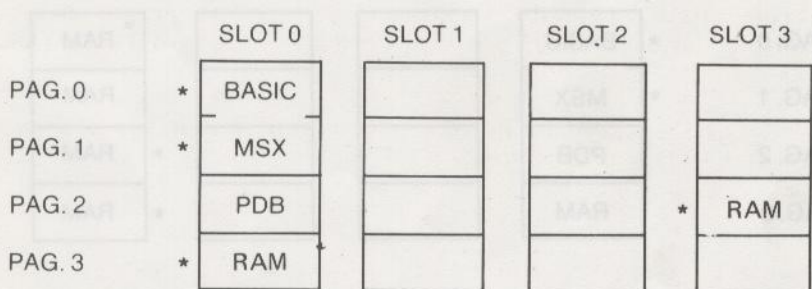 SLOT 0 SLOT 1 SLOT 2 SLOT 3
PAG. 0 * BASIC
PAG. 1 * MSX
PAG. 2 PDB * RAM
PAG. 3 * RAM